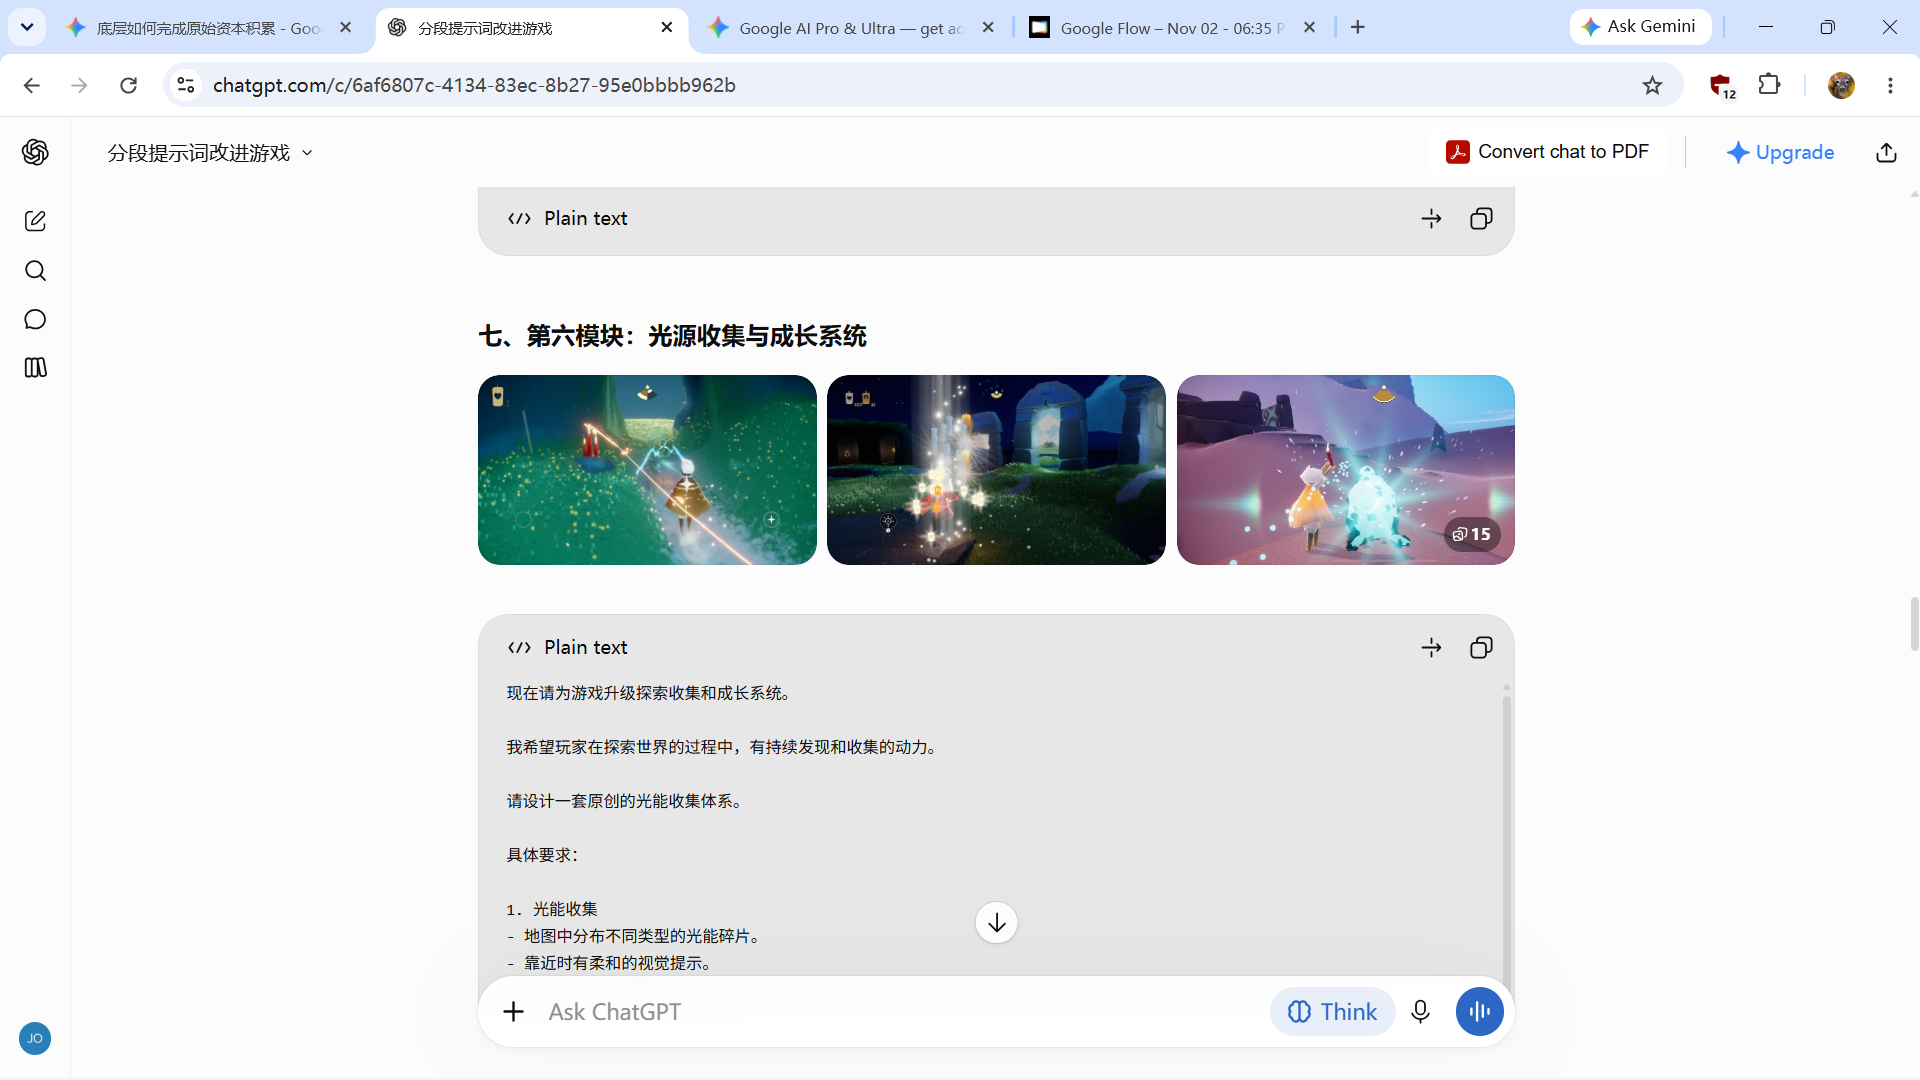 底层如何完成原始资本积累 - Goo
分段提示词改进游戏
Google AI Pro & Ultra — get ac
Google Flow – Nov 02 - 06:35 P
Ask Gemini
chatgpt.com/c/6af6807c-4134-83ec-8b27-95e0bbbb962b
12
分段提示词改进游戏
Convert chat to PDF
Upgrade
Plain text
七、第六模块：光源收集与成长系统
15
Plain text
现在请为游戏升级探索收集和成长系统。
我希望玩家在探索世界的过程中，有持续发现和收集的动力。
请设计一套原创的光能收集体系。
具体要求：
1. 光能收集
- 地图中分布不同类型的光能碎片。
- 靠近时有柔和的视觉提示。
Ask ChatGPT
Think
JO